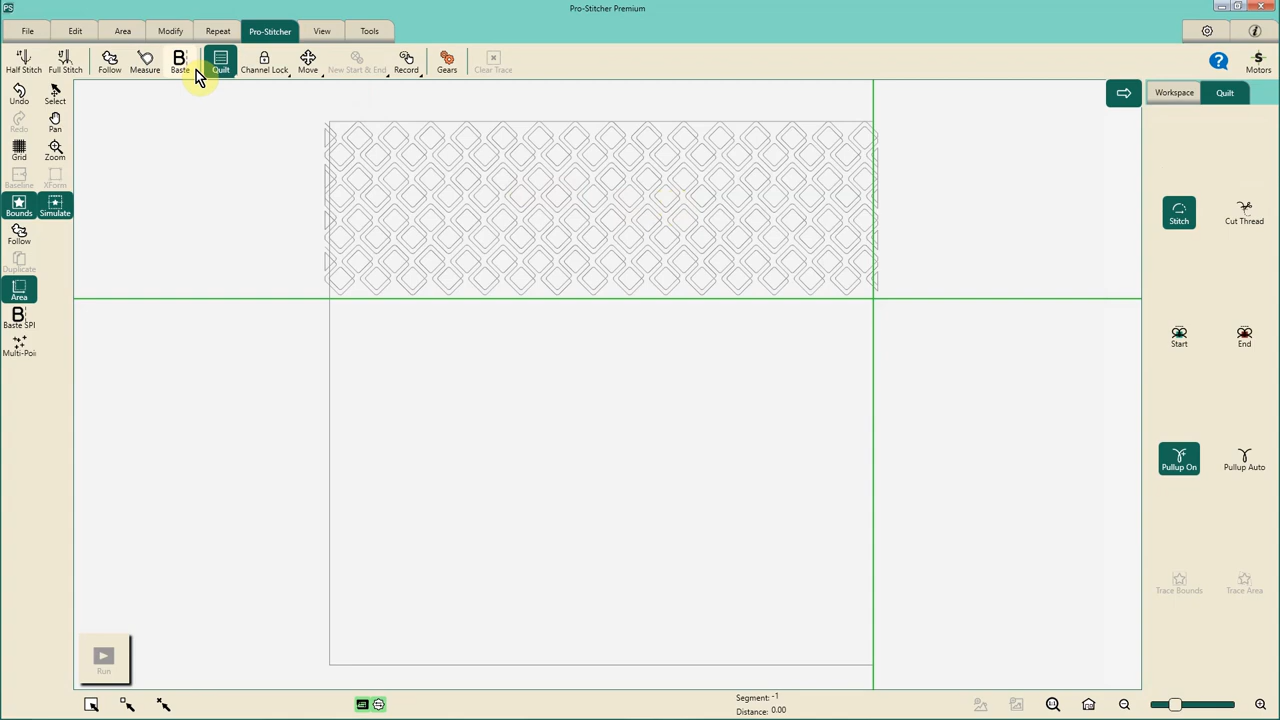 PS
Pro-Stitcher Premium
File Edit Area Modify Repeat Pro-Stitcher View Tools
Half Stitch Full Stitch Follow Measure Baste Quilt Channel Lock Move New Start & End Record Gears Clear Trace Motors
Undo Select
Workspace Quilt
Redo Pan
Grid Zoom
Baseline XForm
Bounds Simulate
Stitch Cut Thread
Follow
Duplicate
Area
Baste SPI
Start End
Multi-Poi
Pullup On Pullup Auto
Trace Bounds Trace Area
Run
Segment: -1
Distance: 0.00
1:1